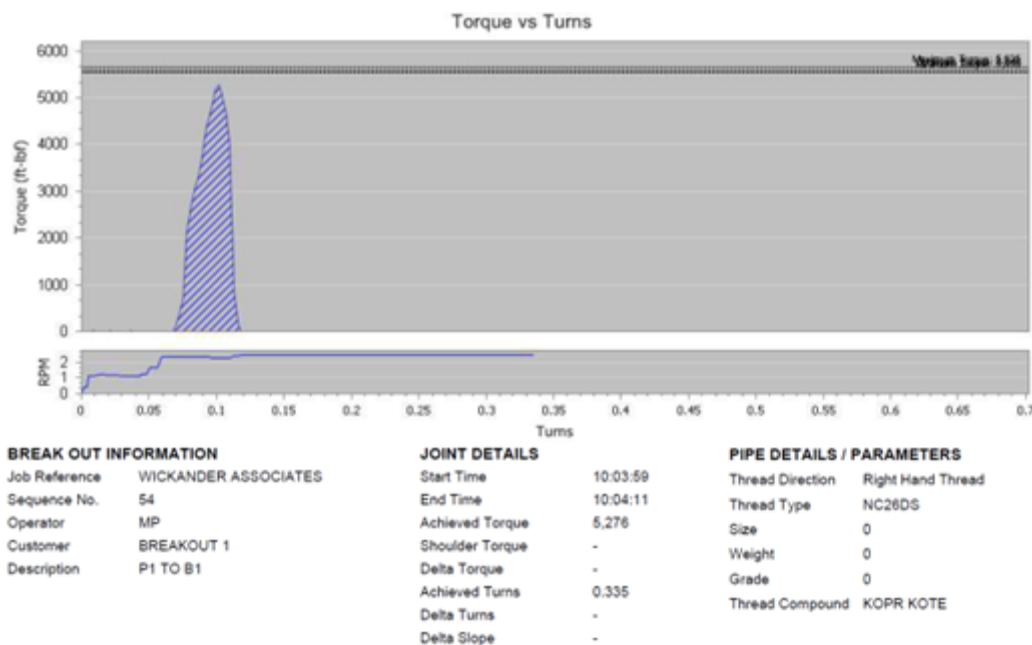 Torque vs Turns
6000
5000
4000
3000
2000
1000
0
Torque (ft-lbf)
2
1
0
RPM
0 0.05 0.1 0.15 0.2 0.25 0.3 0.35 0.4 0.45 0.5 0.55 0.6 0.65 0.7
Turns
BREAK OUT INFORMATION
Job Reference WICKANDER ASSOCIATES
Sequence No. 54
Operator MP
Customer BREAKOUT 1
Description P1 TO B1
JOINT DETAILS
Start Time 10:03:59
End Time 10:04:11
Achieved Torque 5,276
Shoulder Torque -
Delta Torque -
Achieved Turns 0.335
Delta Turns -
Delta Slope -
PIPE DETAILS / PARAMETERS
Thread Direction Right Hand Thread
Thread Type NC26DS
Size 0
Weight 0
Grade 0
Thread Compound KOPR KOTE